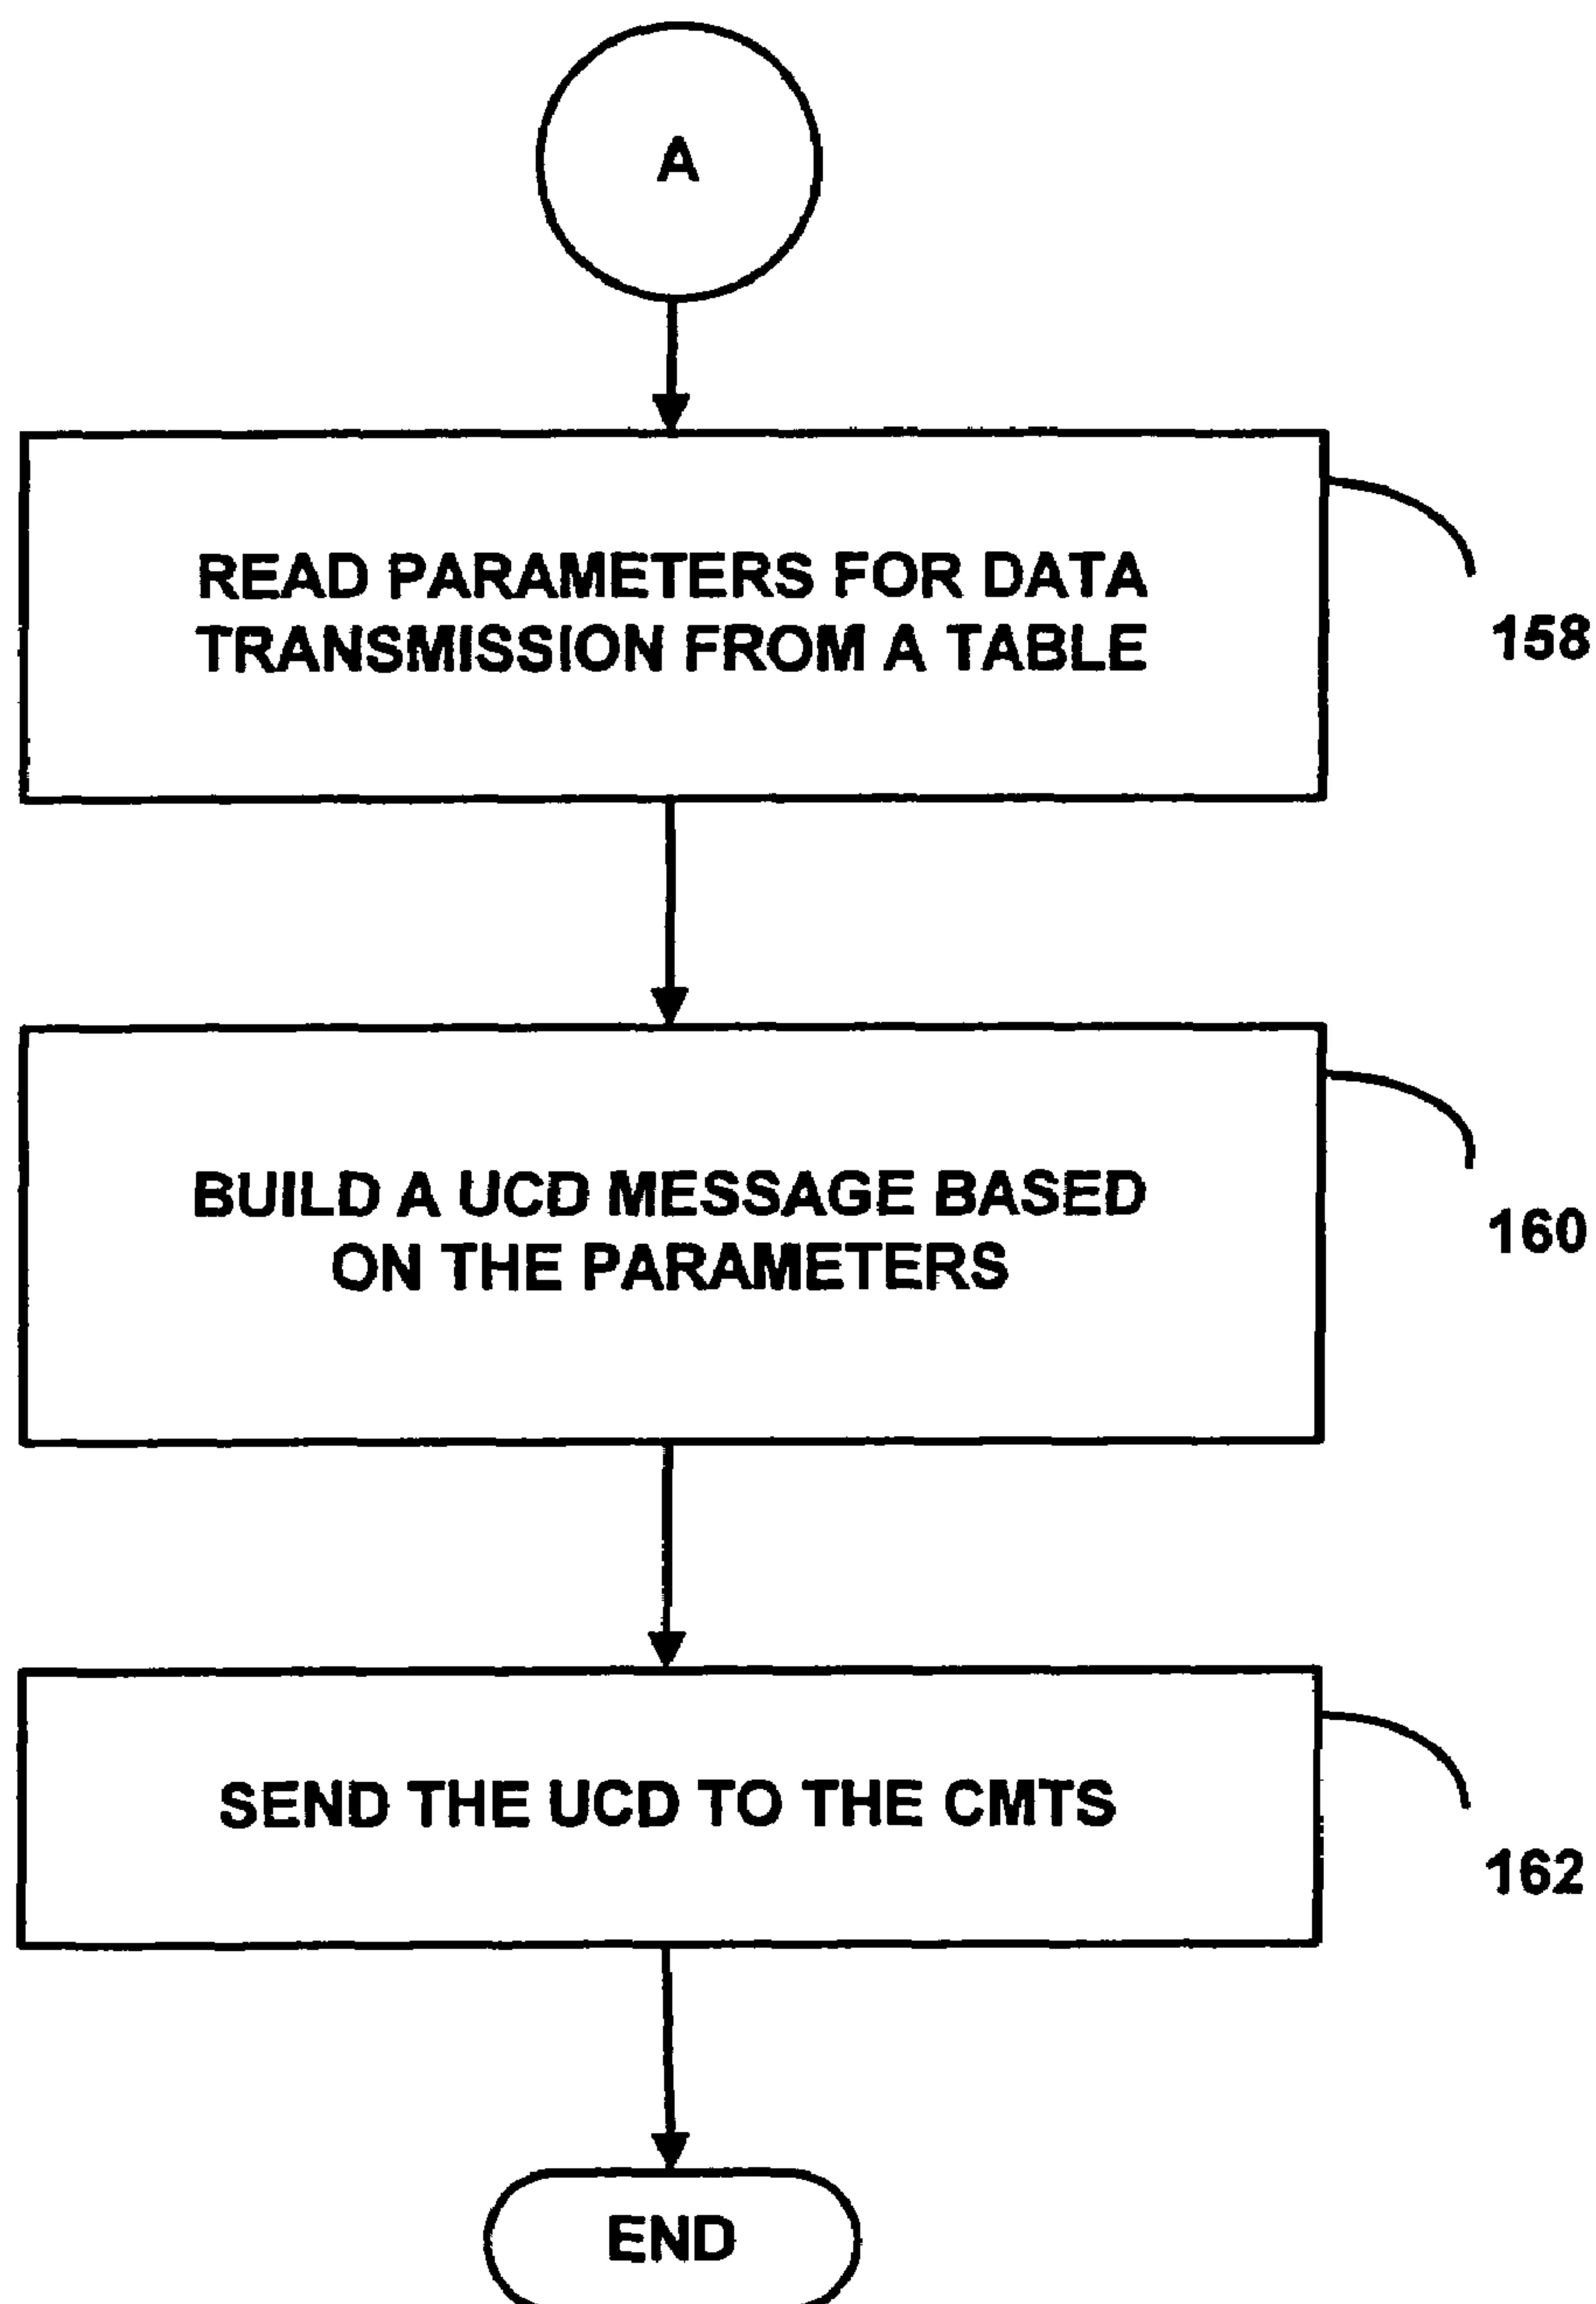 A
READ PARAMETERS FOR DATA
TRANSMISSION FROM A TABLE
158
BUILD A UCD MESSAGE BASED
ON THE PARAMETERS
160
SEND THE UCD TO THE CMTS
162
END